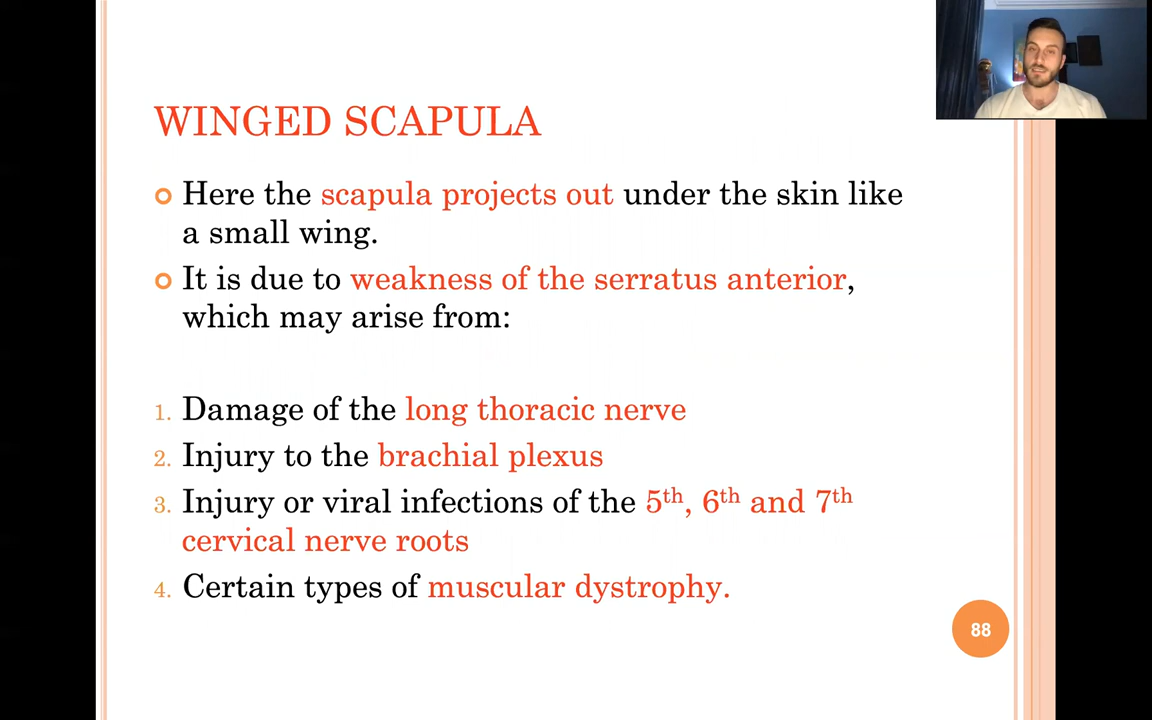 WINGED SCAPULA
Here the scapula projects out under the skin like
a small wing.
It is due to weakness of the serratus anterior,
which may arise from:
1. Damage of the long thoracic nerve
2. Injury to the brachial plexus
3. Injury or viral infections of the 5th, 6th and 7th
cervical nerve roots
4. Certain types of muscular dystrophy.
88